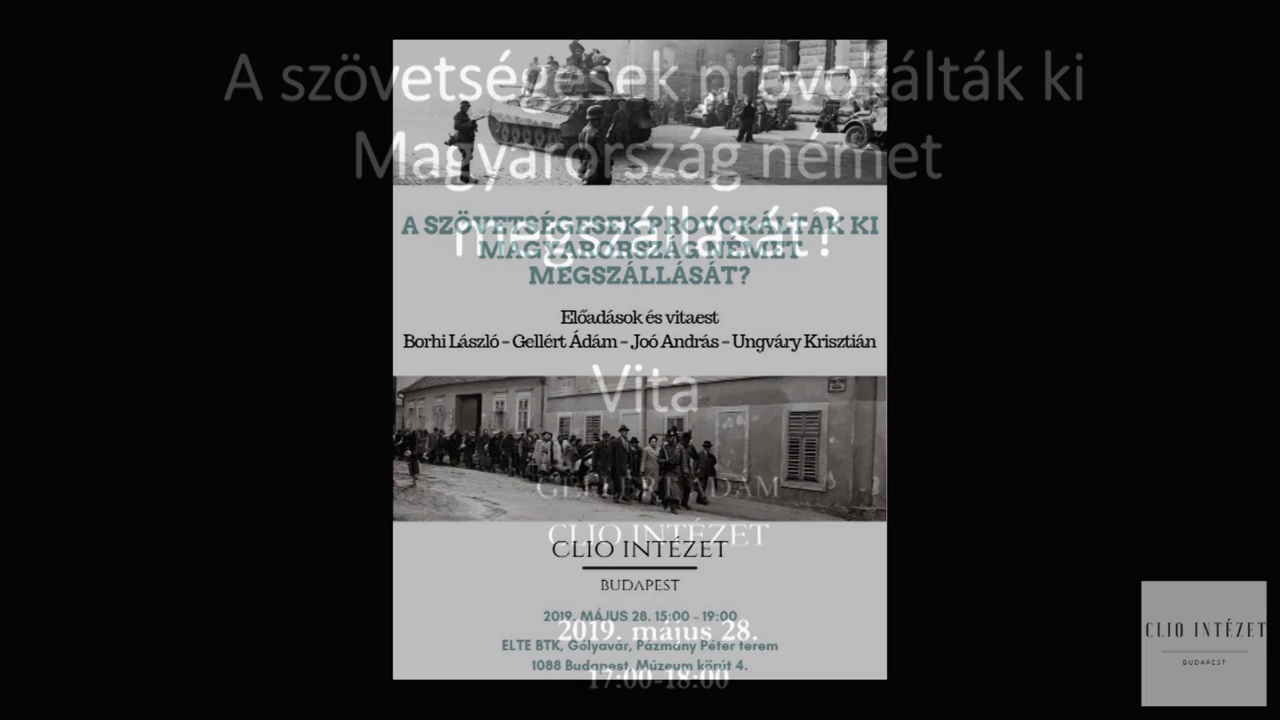 A szövetségesek provokálták ki
Magyarország német
megszállását?
Vita
GELLÉRT ÁDÁM
CLIO INTÉZET
2019. május 28.
17:00-18:00
A SZÖVETSÉGESEK PROVOKÁLTÁK KI
MAGYARORSZÁG NÉMET
MEGSZÁLLÁSÁT?
Előadások és vitaest
Borhi László – Gellért Ádám – Joó András – Ungváry Krisztián
CLIO INTÉZET
BUDAPEST
2019. MÁJUS 28. 15:00 - 19:00
ELTE BTK, Gólyavár, Pázmány Péter terem
1088 Budapest, Múzeum körút 4.
CLIO INTÉZET
BUDAPEST